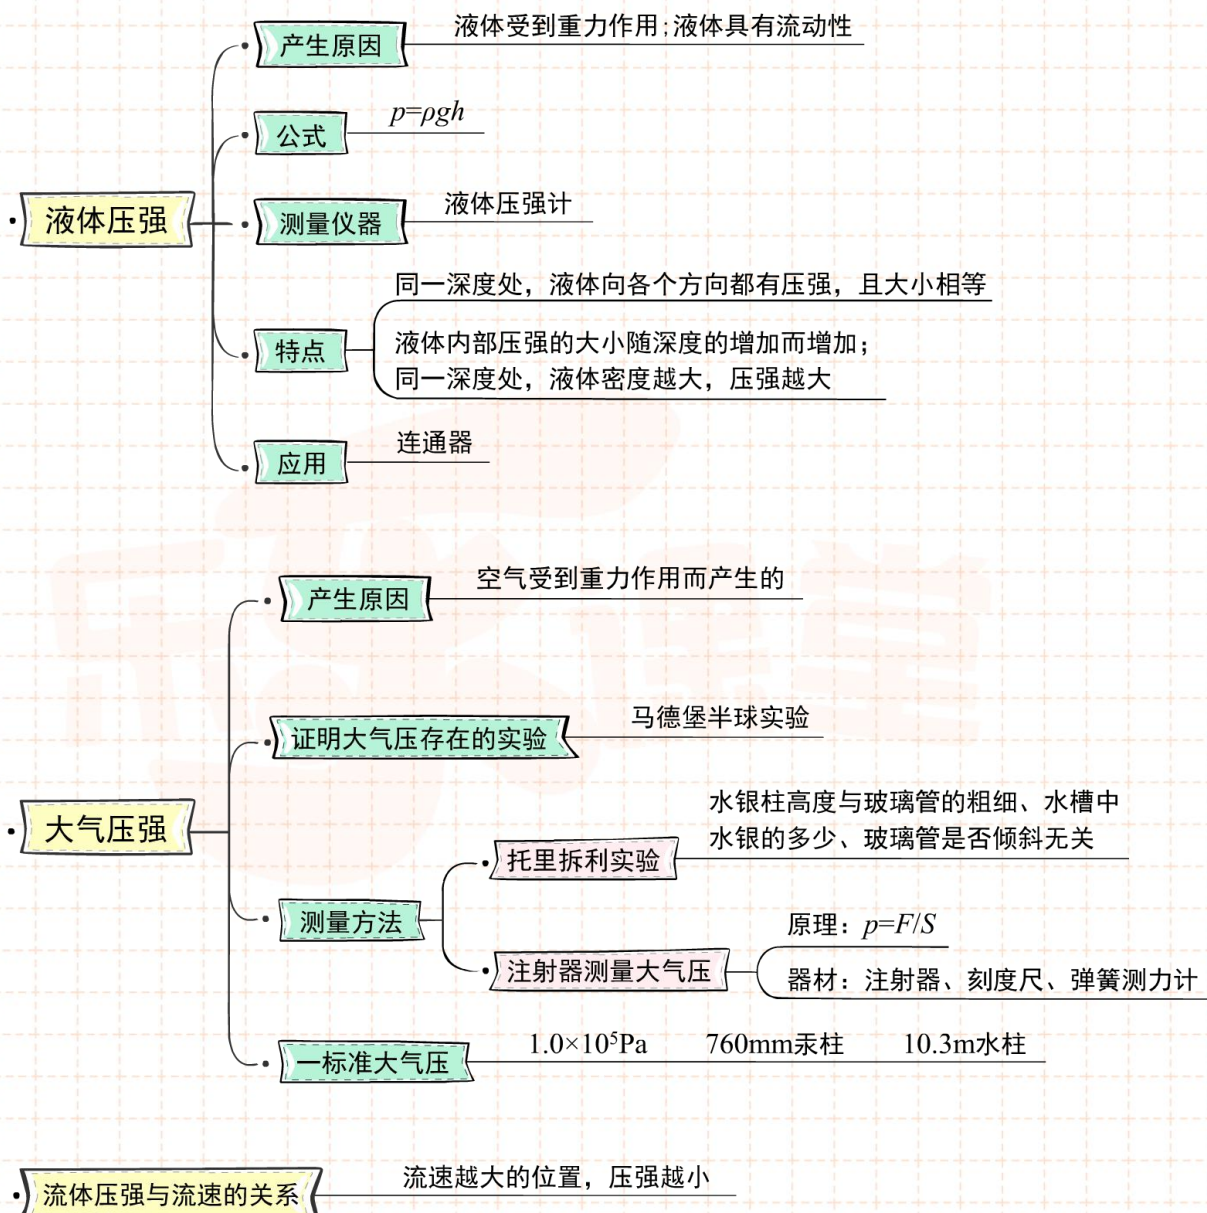 产生原因
液体受到重力作用；液体具有流动性
公式
p=ρgh
液体压强
测量仪器
液体压强计
特点
同一深度处，液体向各个方向都有压强，且大小相等
液体内部压强的大小随深度的增加而增加；
同一深度处，液体密度越大，压强越大
应用
连通器
产生原因
空气受到重力作用而产生的
证明大气压存在的实验
马德堡半球实验
大气压强
测量方法
托里拆利实验
水银柱高度与玻璃管的粗细、水槽中
水银的多少、玻璃管是否倾斜无关
注射器测量大气压
原理：p=F/S
器材：注射器、刻度尺、弹簧测力计
一标准大气压
1.0×10⁵Pa 760mm汞柱 10.3m水柱
流体压强与流速的关系
流速越大的位置，压强越小
课堂